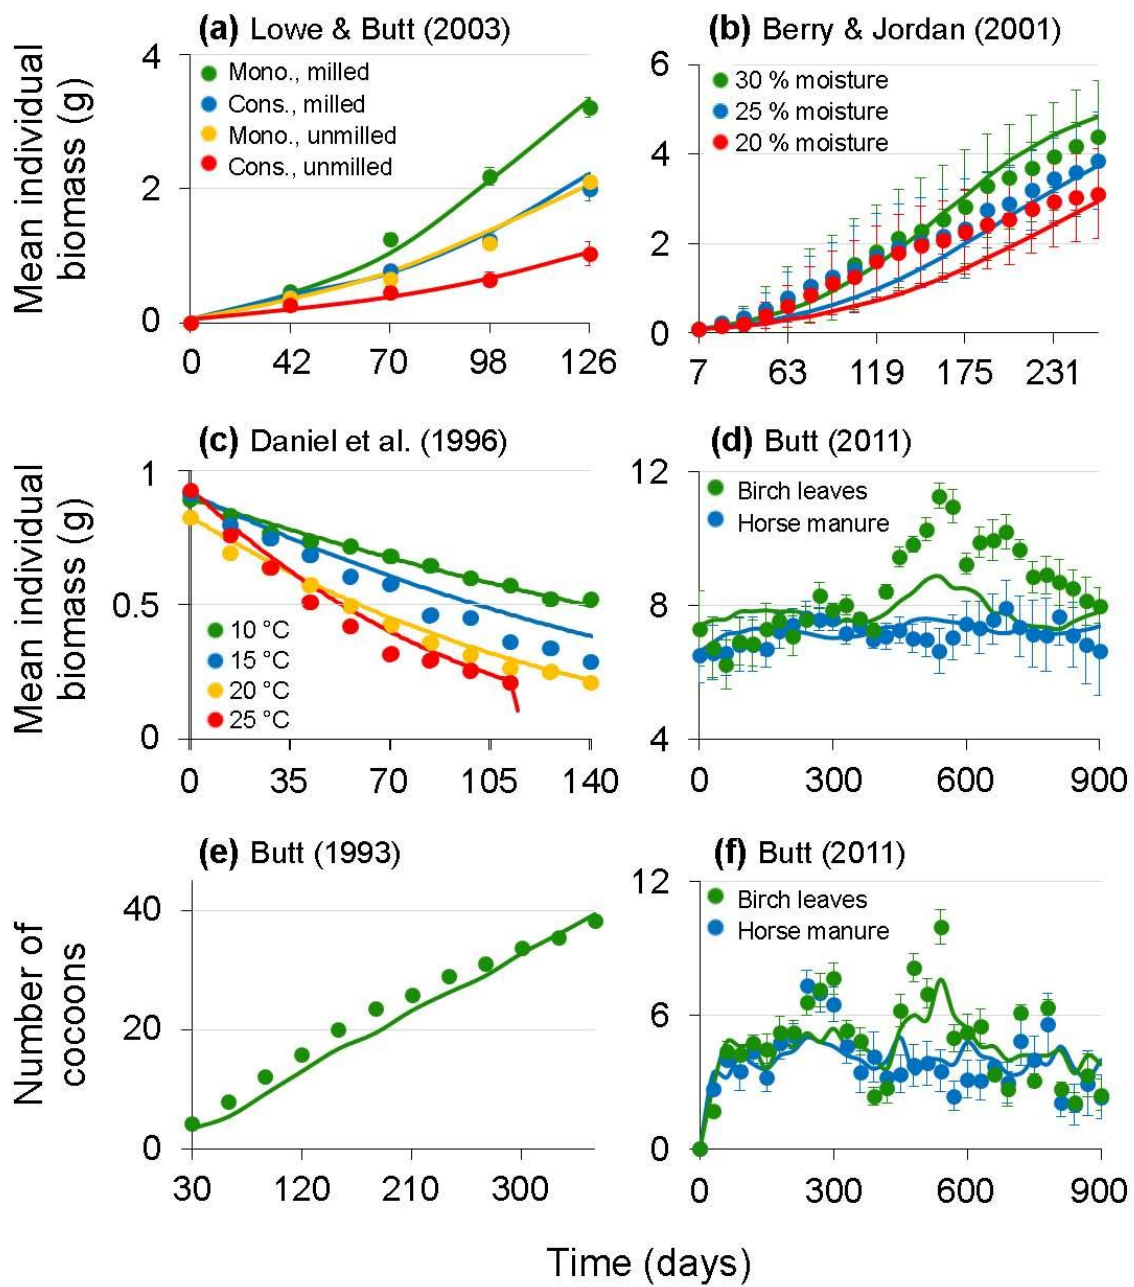 (a) Lowe & Butt (2003)
Mean individual
biomass (g)
4
2
0
Mono., milled
Cons., milled
Mono., unmilled
Cons., unmilled
0 42 70 98 126
(b) Berry & Jordan (2001)
6
4
2
0
30 % moisture
25 % moisture
20 % moisture
7 63 119 175 231
(c) Daniel et al. (1996)
Mean individual
biomass (g)
1
0.5
0
10 °C
15 °C
20 °C
25 °C
0 35 70 105 140
(d) Butt (2011)
12
8
4
Birch leaves
Horse manure
0 300 600 900
(e) Butt (1993)
Number of
cocoons
40
20
0
30 120 210 300
(f) Butt (2011)
12
6
0
Birch leaves
Horse manure
0 300 600 900
Time (days)